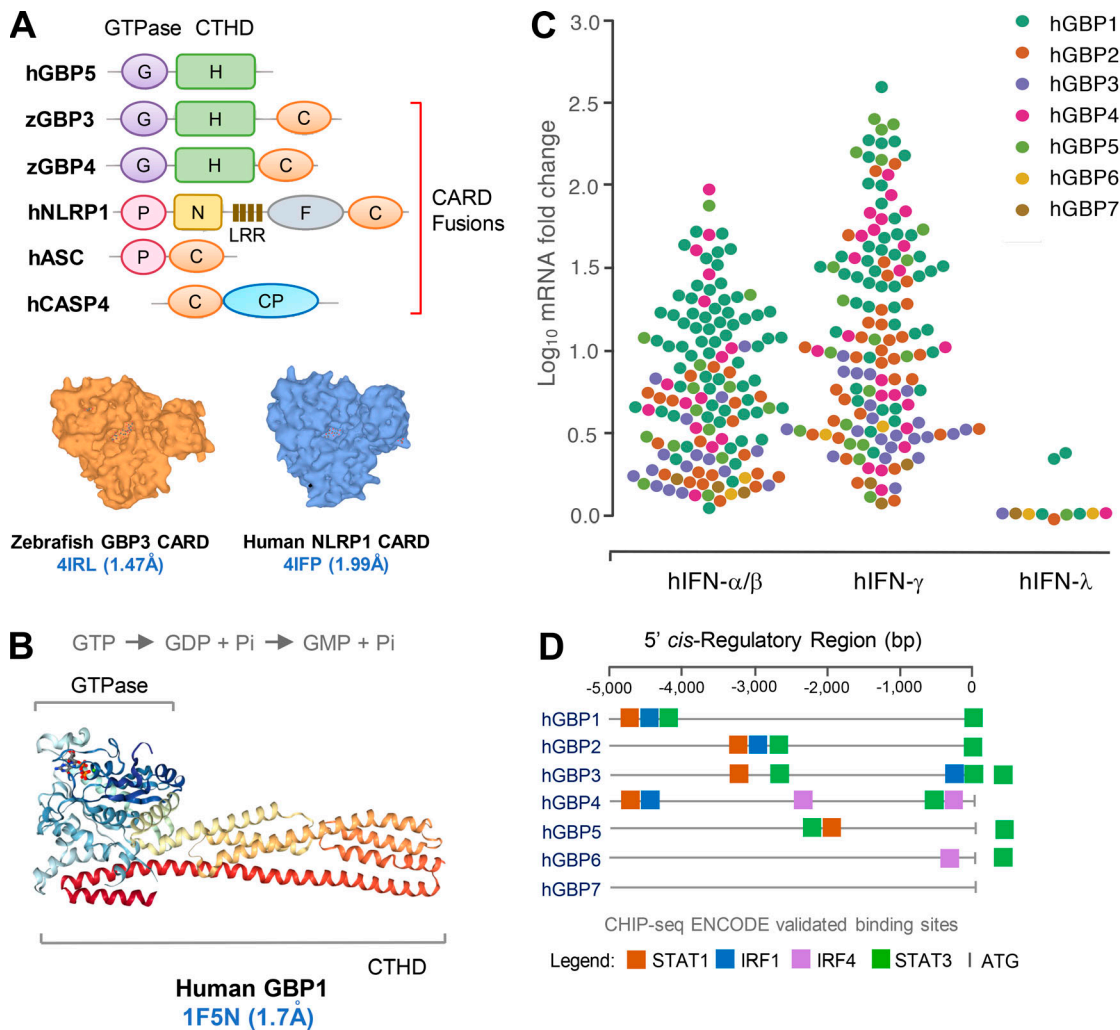 A
GTPase CTHD
hGBP5 G H
zGBP3 G H C
zGBP4 G H C
hNLRP1 P N F C
LRR
hASC P C
hCASP4 C CP
CARD
Fusions
Zebrafish GBP3 CARD
4IRL (1.47Å)
Human NLRP1 CARD
4IFP (1.99Å)
B
GTP → GDP + Pi → GMP + Pi
GTPase
CTHD
Human GBP1
1F5N (1.7Å)
C
Log₁₀ mRNA fold change
3.0
2.5
2.0
1.5
1.0
0.5
0.0
hIFN-α/β hIFN-γ hIFN-λ
hGBP1
hGBP2
hGBP3
hGBP4
hGBP5
hGBP6
hGBP7
D
5' cis-Regulatory Region (bp)
-5,000 -4,000 -3,000 -2,000 -1,000 0
hGBP1
hGBP2
hGBP3
hGBP4
hGBP5
hGBP6
hGBP7
CHIP-seq ENCODE validated binding sites
Legend: STAT1 IRF1 IRF4 STAT3 | ATG